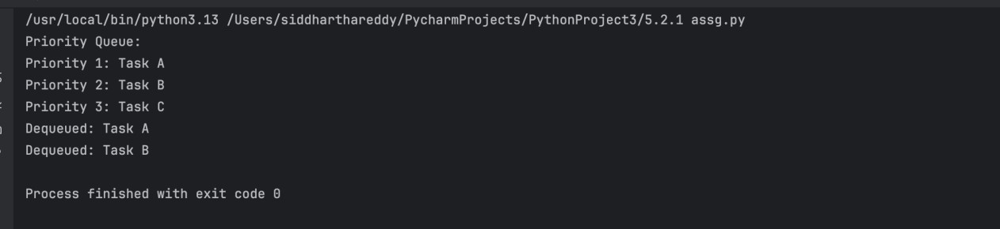 /usr/local/bin/python3.13 /Users/siddharthareddy/PycharmProjects/PythonProject3/5.2.1 assg.py
Priority Queue:
Priority 1: Task A
Priority 2: Task B
Priority 3: Task C
Dequeued: Task A
Dequeued: Task B
Process finished with exit code 0